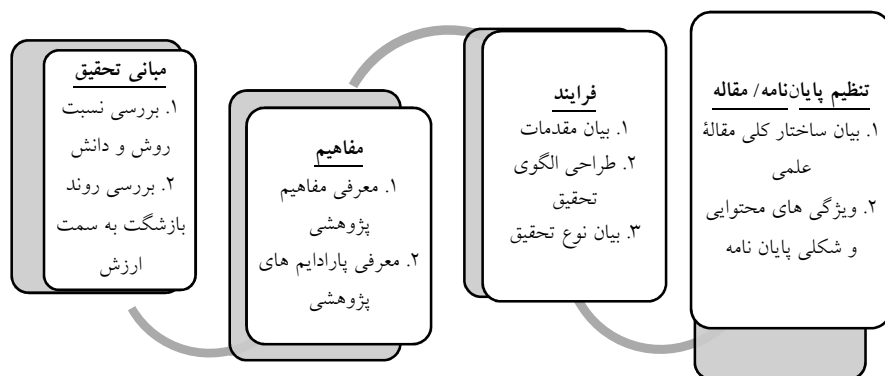 مبانی تحقیق
۱. بررسی نسبت
روش و دانش
۲. بررسی روند
بازشگت به سمت
ارزش
مفاهیم
۱. معرفی مفاهیم
پژوهشی
۲. معرفی پارادایم های
پژوهشی
فرایند
۱. بیان مقدمات
۲. طراحی الگوی
تحقیق
۳. بیان نوع تحقیق
تنظیم پایان‌نامه/ مقاله
۱. بیان ساختار کلی مقالۀ
علمی
۲. ویژگی های محتوایی
و شکلی پایان نامه